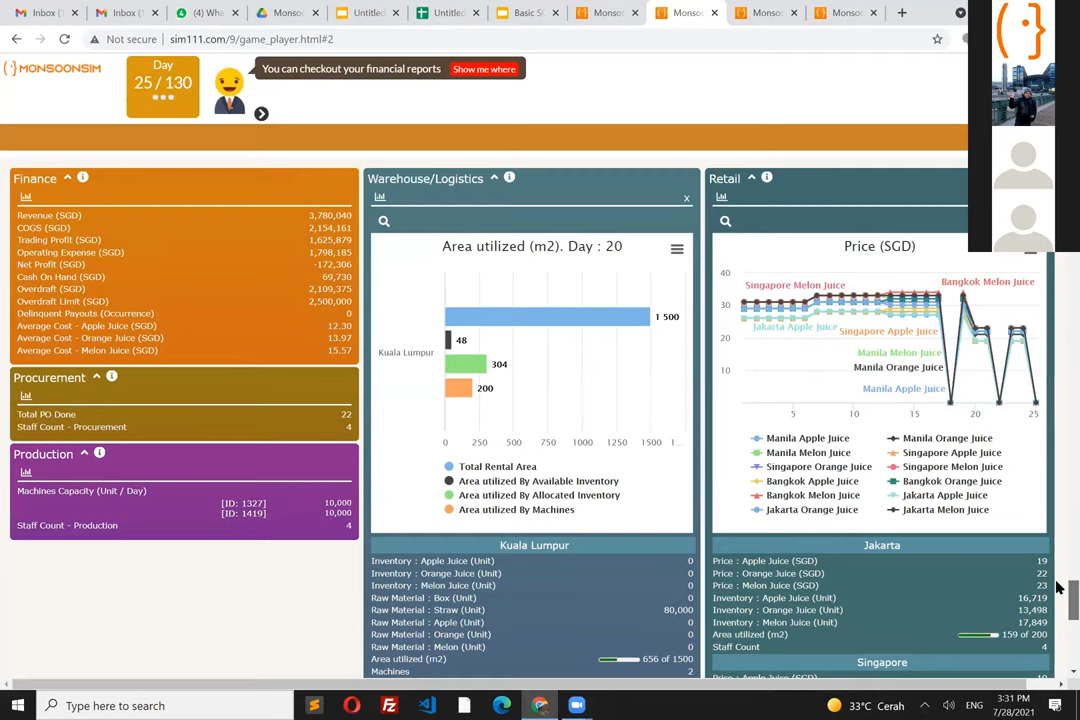 Inbox (1
Inbox (1
(4) Wha
Monsoo
Untitled
Untitled
Basic SQ
Monsoo
Monsoo
Monsoo
Monsoo
Not secure
sim111.com/9/game_player.html#2
MONSOONSIM
Day
25 / 130
You can checkout your financial reports
Show me where
Finance
Revenue (SGD) 3,780,040
COGS (SGD) 2,154,161
Trading Profit (SGD) 1,625,879
Operating Expense (SGD) 1,798,185
Net Profit (SGD) -172,306
Cash On Hand (SGD) 69,730
Overdraft (SGD) 2,109,375
Overdraft Limit (SGD) 2,500,000
Delinquent Payouts (Occurrence) 0
Average Cost - Apple Juice (SGD) 12.30
Average Cost - Orange Juice (SGD) 13.97
Average Cost - Melon Juice (SGD) 15.57
Procurement
Total PO Done 22
Staff Count - Procurement 4
Production
Machines Capacity (Unit / Day)
[ID: 1327] 10,000
[ID: 1419] 10,000
Staff Count - Production 4
Warehouse/Logistics
x
Area utilized (m2). Day : 20
1 500
48
304
200
Kuala Lumpur
0 250 500 750 1000 1250 1500 1...
Total Rental Area
Area utilized By Available Inventory
Area utilized By Allocated Inventory
Area utilized By Machines
Kuala Lumpur
Inventory : Apple Juice (Unit) 0
Inventory : Orange Juice (Unit) 0
Inventory : Melon Juice (Unit) 0
Raw Material : Box (Unit) 0
Raw Material : Straw (Unit) 80,000
Raw Material : Apple (Unit) 0
Raw Material : Orange (Unit) 0
Raw Material : Melon (Unit) 0
Area utilized (m2) 656 of 1500
Machines 2
Retail
Price (SGD)
40
30
20
10
Singapore Melon Juice
Bangkok Melon Juice
Jakarta Apple Juice
Singapore Apple Juice
Manila Melon Juice
Manila Orange Juice
Manila Apple Juice
5 10 15 20 25
Manila Apple Juice
Manila Orange Juice
Manila Melon Juice
Singapore Apple Juice
Singapore Orange Juice
Singapore Melon Juice
Bangkok Apple Juice
Bangkok Orange Juice
Bangkok Melon Juice
Jakarta Apple Juice
Jakarta Orange Juice
Jakarta Melon Juice
Jakarta
Price : Apple Juice (SGD) 19
Price : Orange Juice (SGD) 22
Price : Melon Juice (SGD) 23
Inventory : Apple Juice (Unit) 16,719
Inventory : Orange Juice (Unit) 13,498
Inventory : Melon Juice (Unit) 17,849
Area utilized (m2) 159 of 200
Staff Count 4
Singapore
Type here to search
33°C Cerah
ENG
3:31 PM
7/28/2021